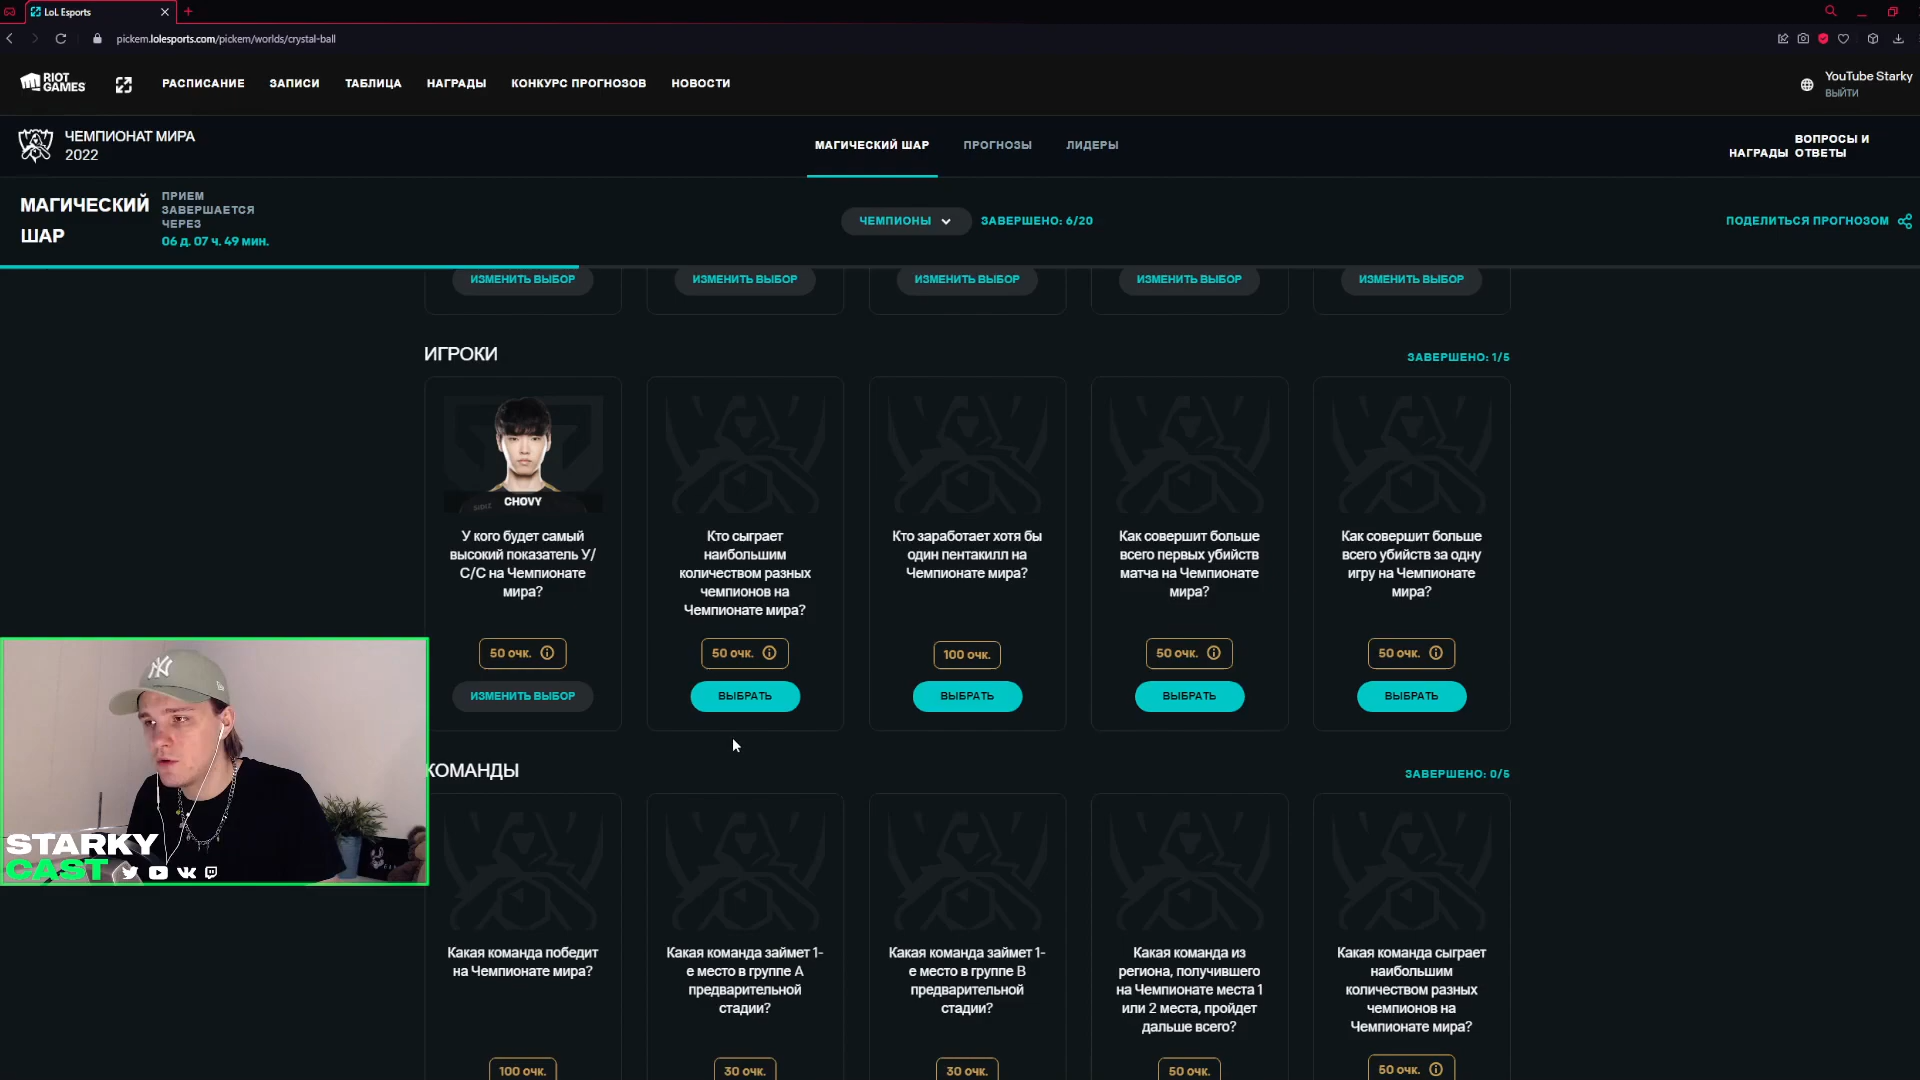 LoL Esports
pickem.lolesports.com/pickem/worlds/crystal-ball
RIOT GAMES
РАСПИСАНИЕ
ЗАПИСИ
ТАБЛИЦА
НАГРАДЫ
КОНКУРС ПРОГНОЗОВ
НОВОСТИ
YouTube Starky
ВЫЙТИ
ЧЕМПИОНАТ МИРА
2022
МАГИЧЕСКИЙ ШАР
ПРОГНОЗЫ
ЛИДЕРЫ
НАГРАДЫ
ВОПРОСЫ И
ОТВЕТЫ
МАГИЧЕСКИЙ
ШАР
ПРИЕМ
ЗАВЕРШАЕТСЯ
ЧЕРЕЗ
06 д. 07 ч. 49 мин.
ЧЕМПИОНЫ
ЗАВЕРШЕНО: 6/20
ПОДЕЛИТЬСЯ ПРОГНОЗОМ
ИЗМЕНИТЬ ВЫБОР
ИЗМЕНИТЬ ВЫБОР
ИЗМЕНИТЬ ВЫБОР
ИЗМЕНИТЬ ВЫБОР
ИЗМЕНИТЬ ВЫБОР
ИГРОКИ
ЗАВЕРШЕНО: 1/5
CHOVY
У кого будет самый
высокий показатель У/
С/С на Чемпионате
мира?
50 очк.
ИЗМЕНИТЬ ВЫБОР
Кто сыграет
наибольшим
количеством разных
чемпионов на
Чемпионате мира?
50 очк.
ВЫБРАТЬ
Кто заработает хотя бы
один пентакилл на
Чемпионате мира?
100 очк.
ВЫБРАТЬ
Как совершит больше
всего первых убийств
матча на Чемпионате
мира?
50 очк.
ВЫБРАТЬ
Как совершит больше
всего убийств за одну
игру на Чемпионате
мира?
50 очк.
ВЫБРАТЬ
КОМАНДЫ
ЗАВЕРШЕНО: 0/5
Какая команда победит
на Чемпионате мира?
100 очк.
Какая команда займет 1-
е место в группе A
предварительной
стадии?
30 очк.
Какая команда займет 1-
е место в группе B
предварительной
стадии?
30 очк.
Какая команда из
региона, получившего
на Чемпионате места 1
или 2 места, пройдет
дальше всего?
50 очк.
Какая команда сыграет
наибольшим
количеством разных
чемпионов на
Чемпионате мира?
50 очк.
NY
STARKY
CAST